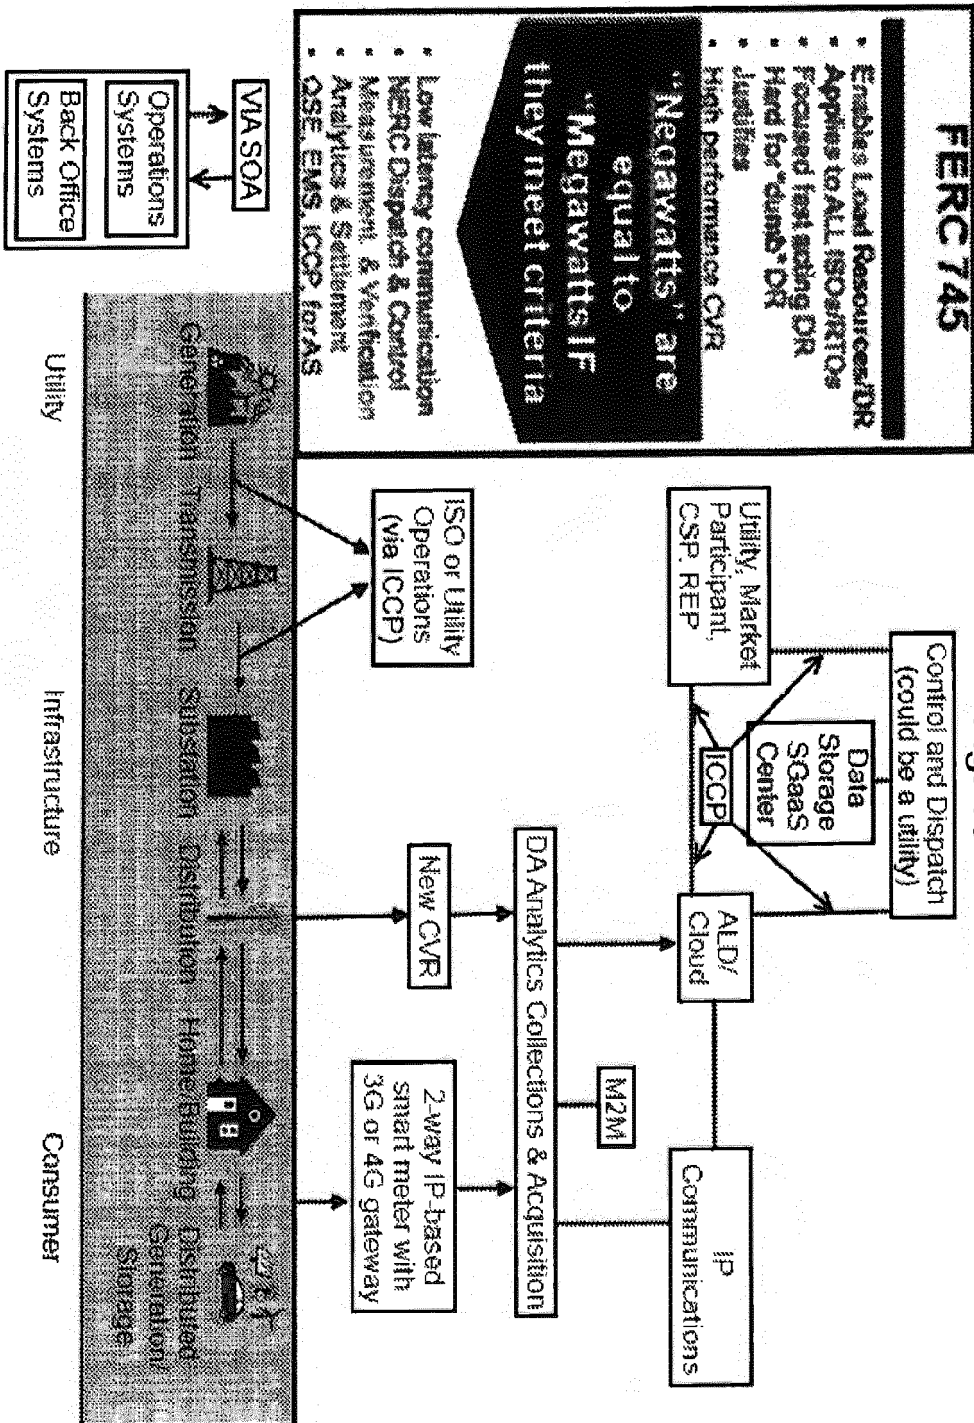 FERC 745
• Enables Load Resources/DR
• Applies to ALL ISOs/RTOs
• Focused fast acting DR
• Hard for "dumb" DR
• Justifies
• High performance CVR
"Negawatts" are
equal to
"Megawatts IF
they meet criteria
• Low latency communication
• NERC Dispatch & Control
• Measurement & Verification
• Analytics & Settlement
• QSE, EMS, ICCP, for AS
VIA SOA
Operations
Systems
Back Office
Systems
Control and Dispatch
(could be a utility)
Data
Storage
SGaaS
Center
ICCP
Utility, Market
Participant,
CSP, REP
ALD/
Cloud
IP
Communications
M2M
DA Analytics Collections & Acquisition
ISO or Utility
Operations
(via ICCP)
New CVR
2-way IP-based
smart meter with
3G or 4G gateway
Generation Transmission Substation Distribution Home/Building Distributed
Generation/
Storage
Utility Infrastructure Consumer